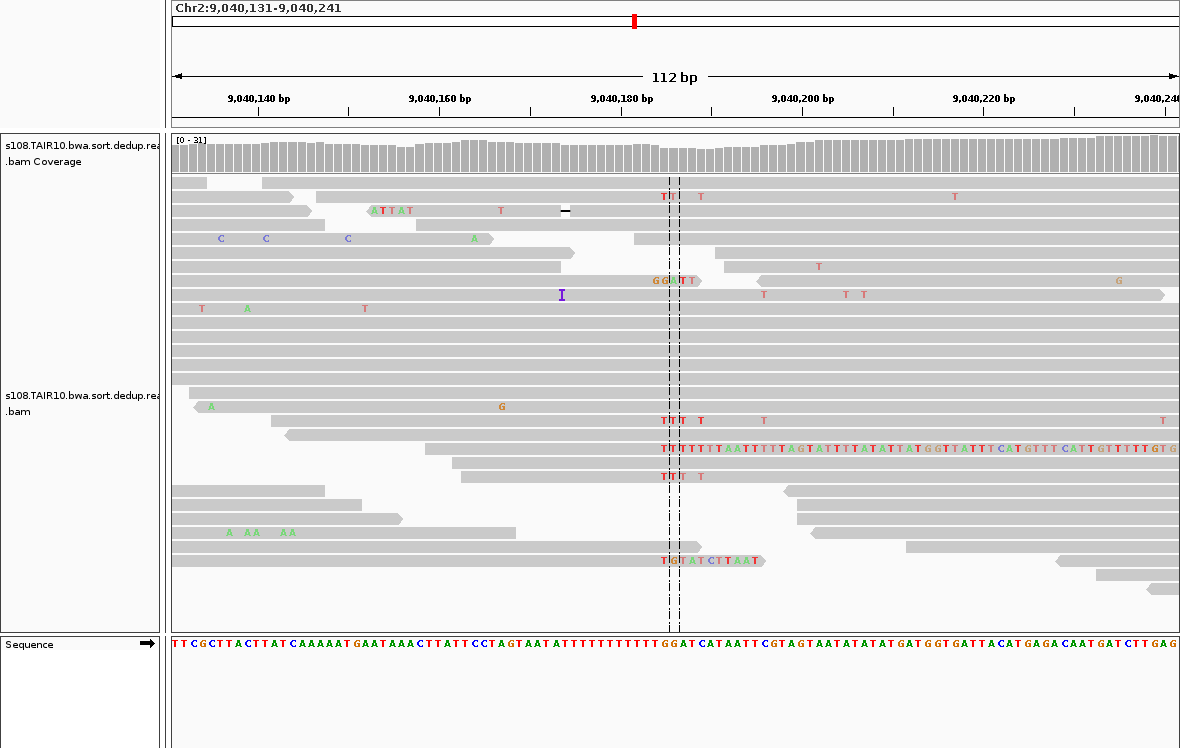 Chr2:9,040,131-9,040,241
112 bp
9,040,140 bp 9,040,160 bp 9,040,180 bp 9,040,200 bp 9,040,220 bp 9,040,240
s108.TAIR10.bwa.sort.dedup.rea
.bam Coverage
[0 - 31]
TT T T
ATTAT T
C C C A
T
GGATT G
I T T T
T A T
s108.TAIR10.bwa.sort.dedup.rea
.bam
A G
TTT T T T
TTTTTTTAATTTTTAGTATTTTATATTATGGTTATTTCATGTTTCATTGTTTTTGTG
TTT T
A AA AA
TGTATCTTAAT
Sequence
TTCGCTTACTTATCAAAAATGAATAAACTTATTCCTAGTAATATTTTTTTTTTTGGATCATAATTCGTAGTAATATATATGATGGTGATTACATGAGACAATGATCTTGAG